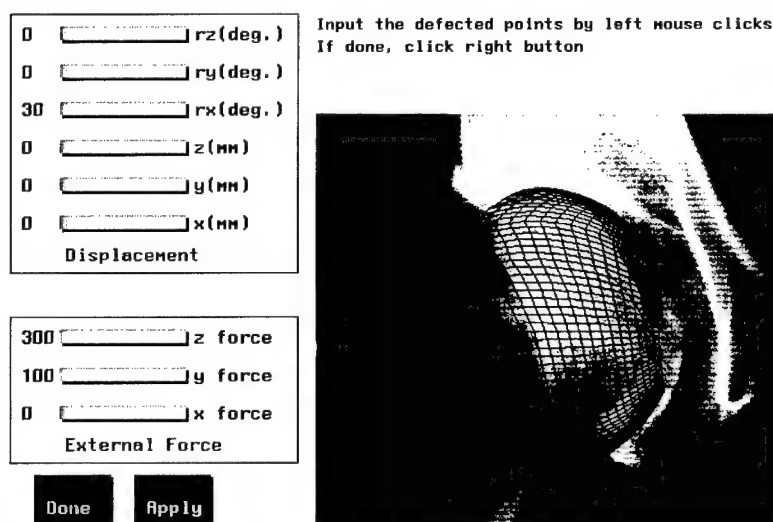 0 rz(deg.)
0 ry(deg.)
30 rx(deg.)
0 z(mm)
0 y(mm)
0 x(mm)
Displacement
300 z force
100 y force
0 x force
External Force
Done Apply
Input the defected points by left mouse clicks
If done, click right button